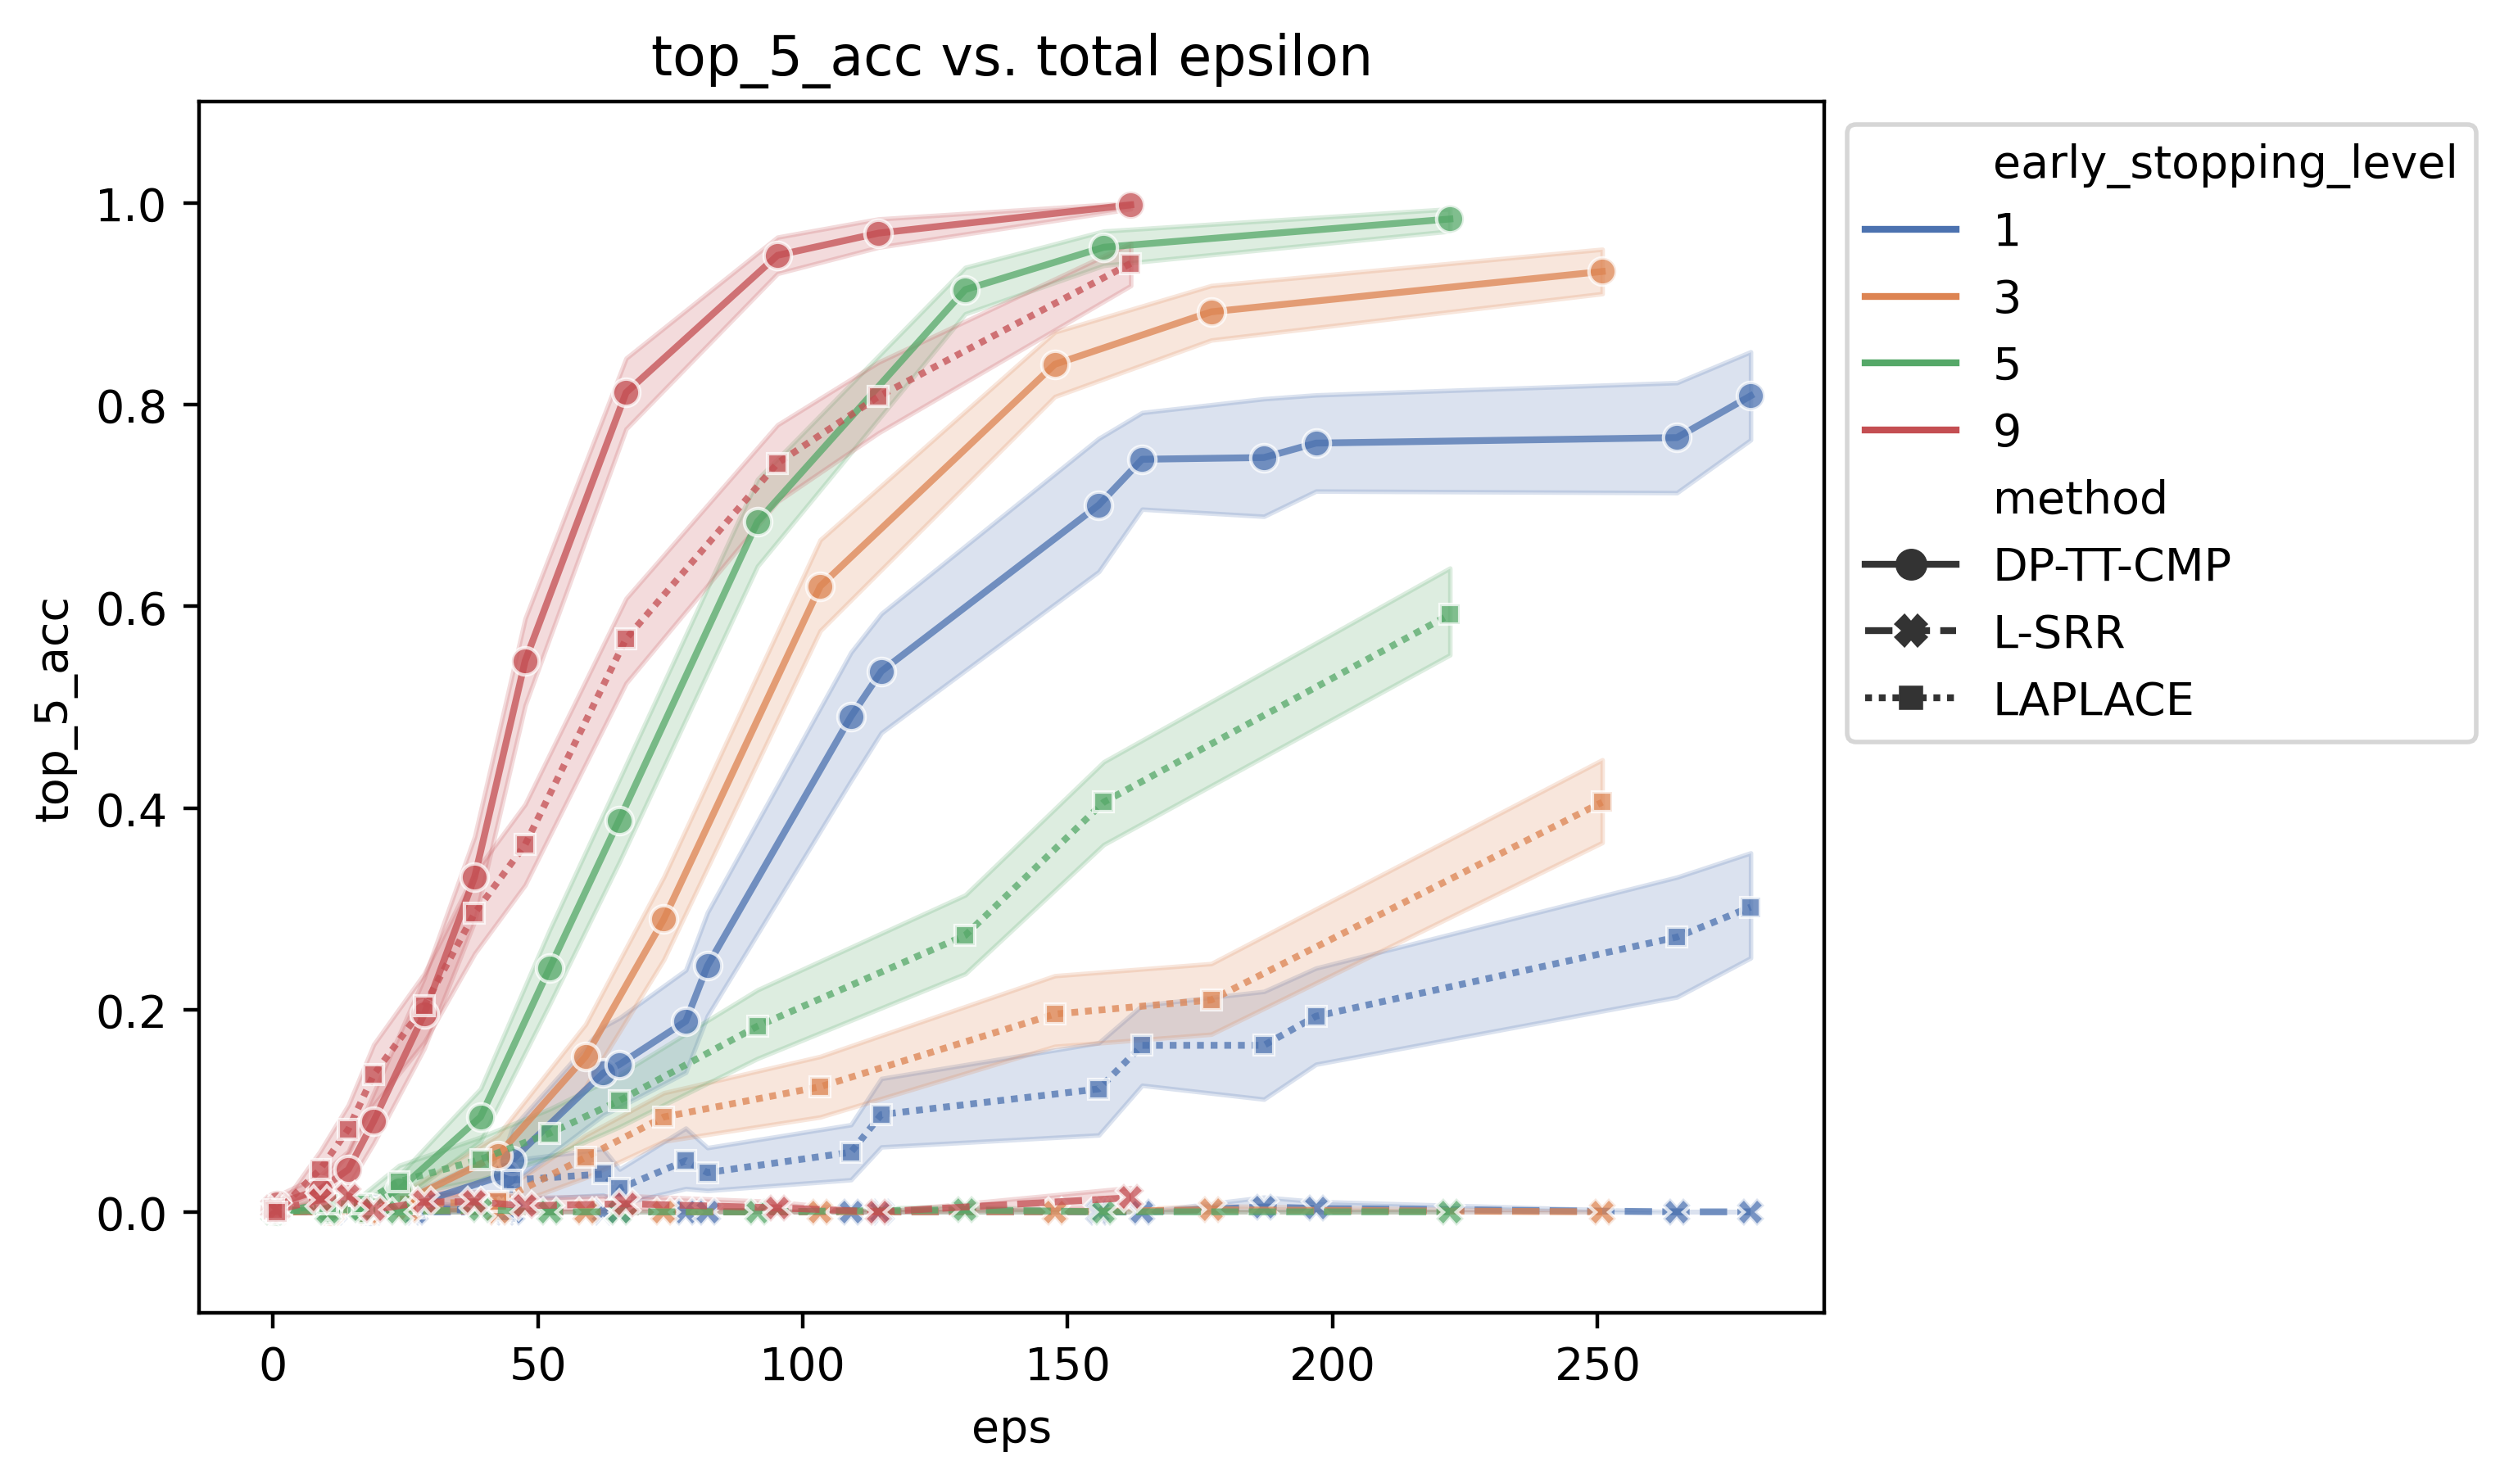 top_5_acc vs. total epsilon
top_5_acc
1.0
0.8
0.6
0.4
0.2
0.0
0 50 100 150 200 250
eps
early_stopping_level
1
3
5
9
method
DP-TT-CMP
L-SRR
LAPLACE